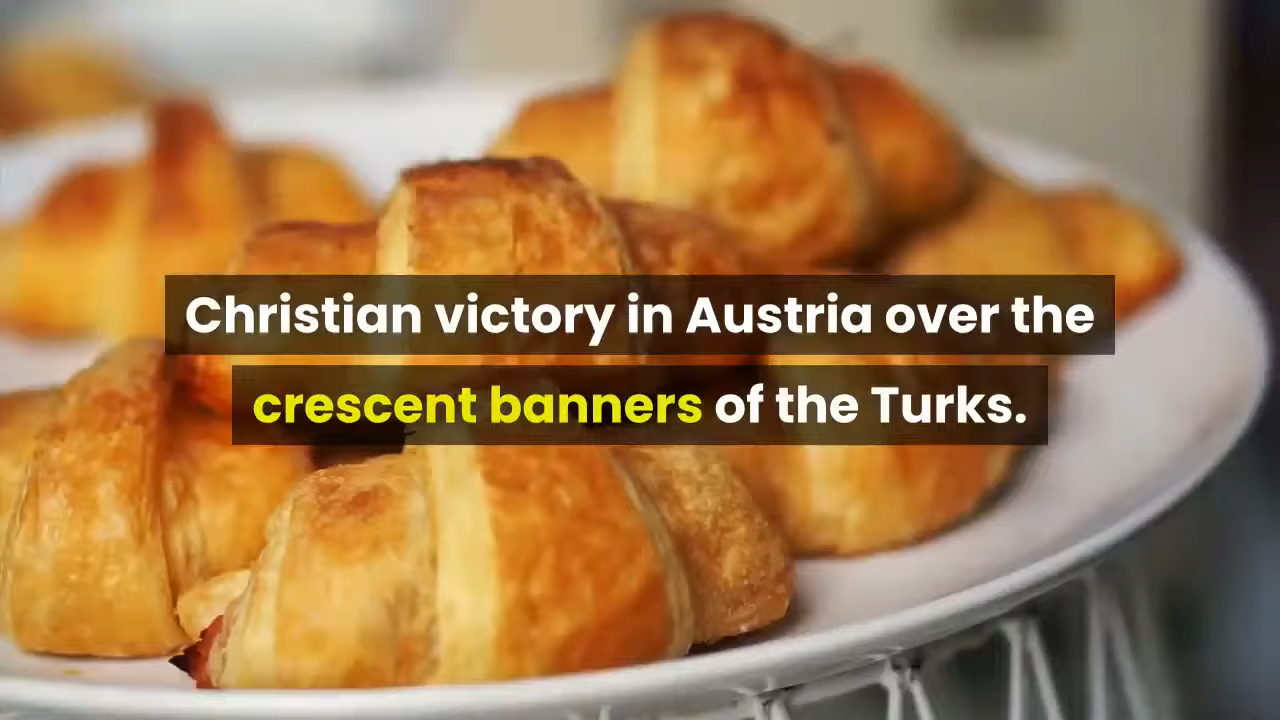 Christian victory in Austria over the
crescent banners of the Turks.